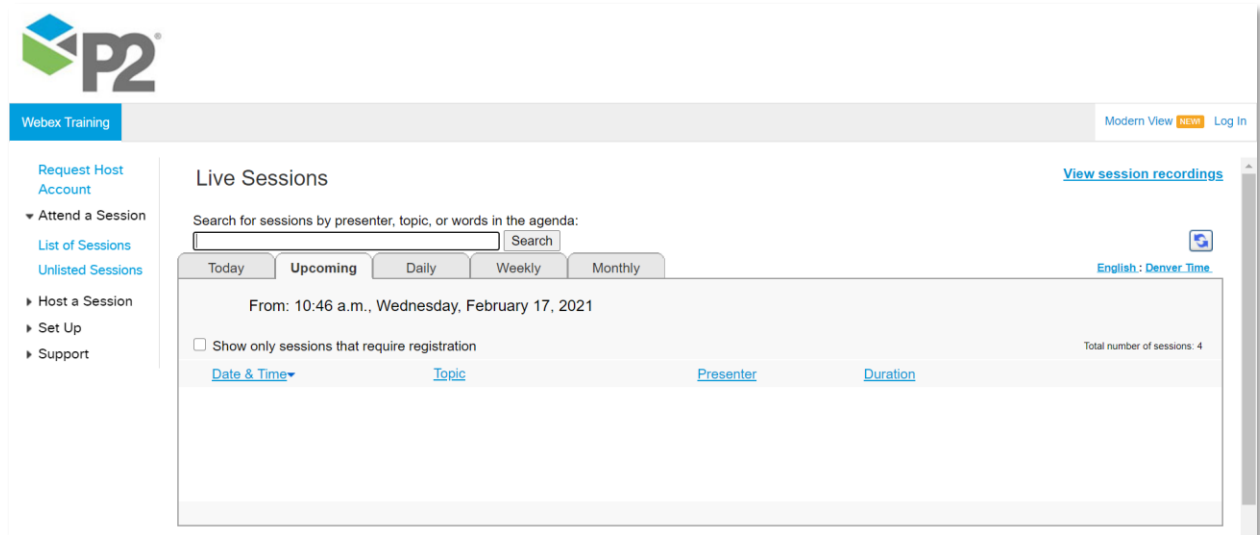 P2®
Webex Training
Modern View NEW! Log In
Request Host
Account
Attend a Session
List of Sessions
Unlisted Sessions
Host a Session
Set Up
Support
Live Sessions
View session recordings
Search for sessions by presenter, topic, or words in the agenda:
Search
Today Upcoming Daily Weekly Monthly
English : Denver Time
From: 10:46 a.m., Wednesday, February 17, 2021
Show only sessions that require registration
Total number of sessions: 4
Date & Time Topic Presenter Duration